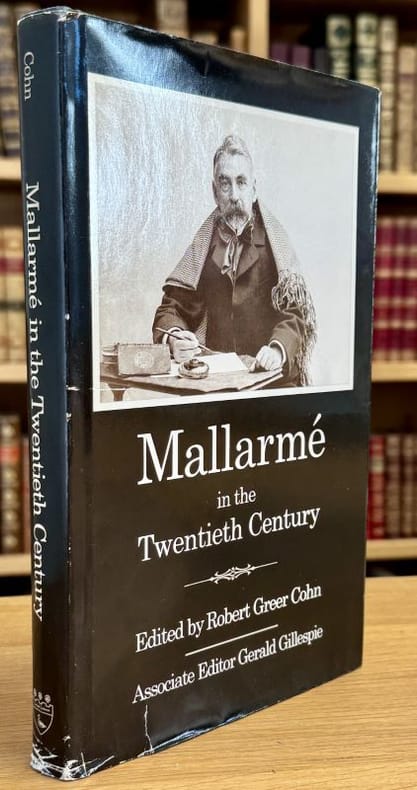 Cohn
Mallarmé in the Twentieth Century
Mallarmé
in the
Twentieth Century
Edited by Robert Greer Cohn
Associate Editor Gerald Gillespie